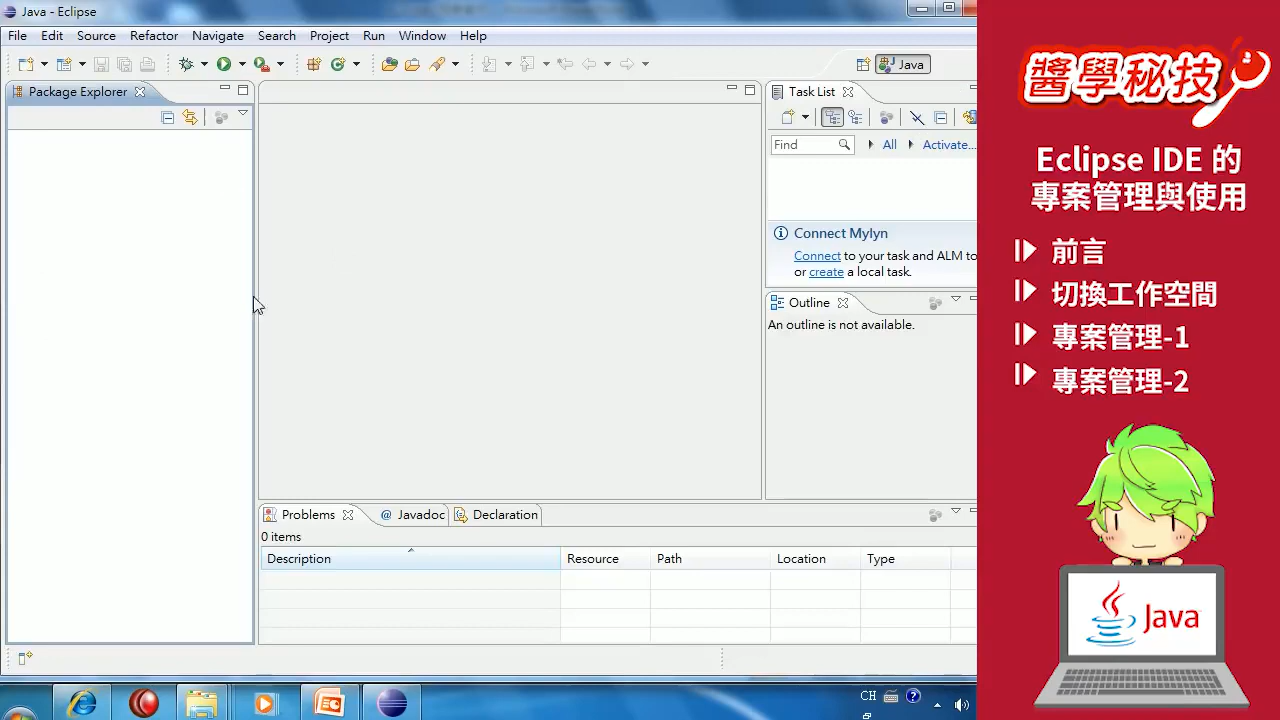 Java - Eclipse
File Edit Source Refactor Navigate Search Project Run Window Help
Java
Package Explorer
Task List
Find
All
Activate...
Connect Mylyn
Connect to your task and ALM to
or create a local task.
Outline
An outline is not available.
Problems
@ Javadoc
Declaration
0 items
Description
Resource
Path
Location
Type
CH
醬學秘技
Eclipse IDE 的
專案管理與使用
前言
切換工作空間
專案管理-1
專案管理-2
Java